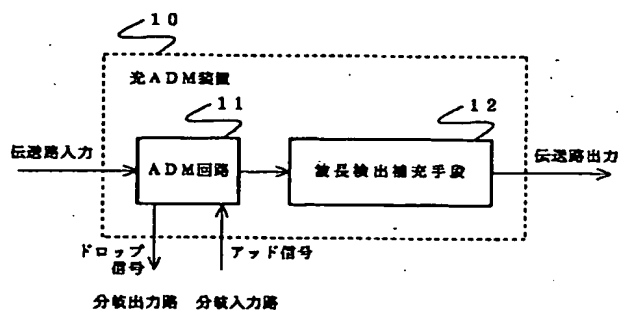 10
光ADM装置
11
12
伝送路入力
ADM回路
波長検出補充手段
伝送路出力
ドロップ
信号
アッド信号
分岐出力路 分岐入力路